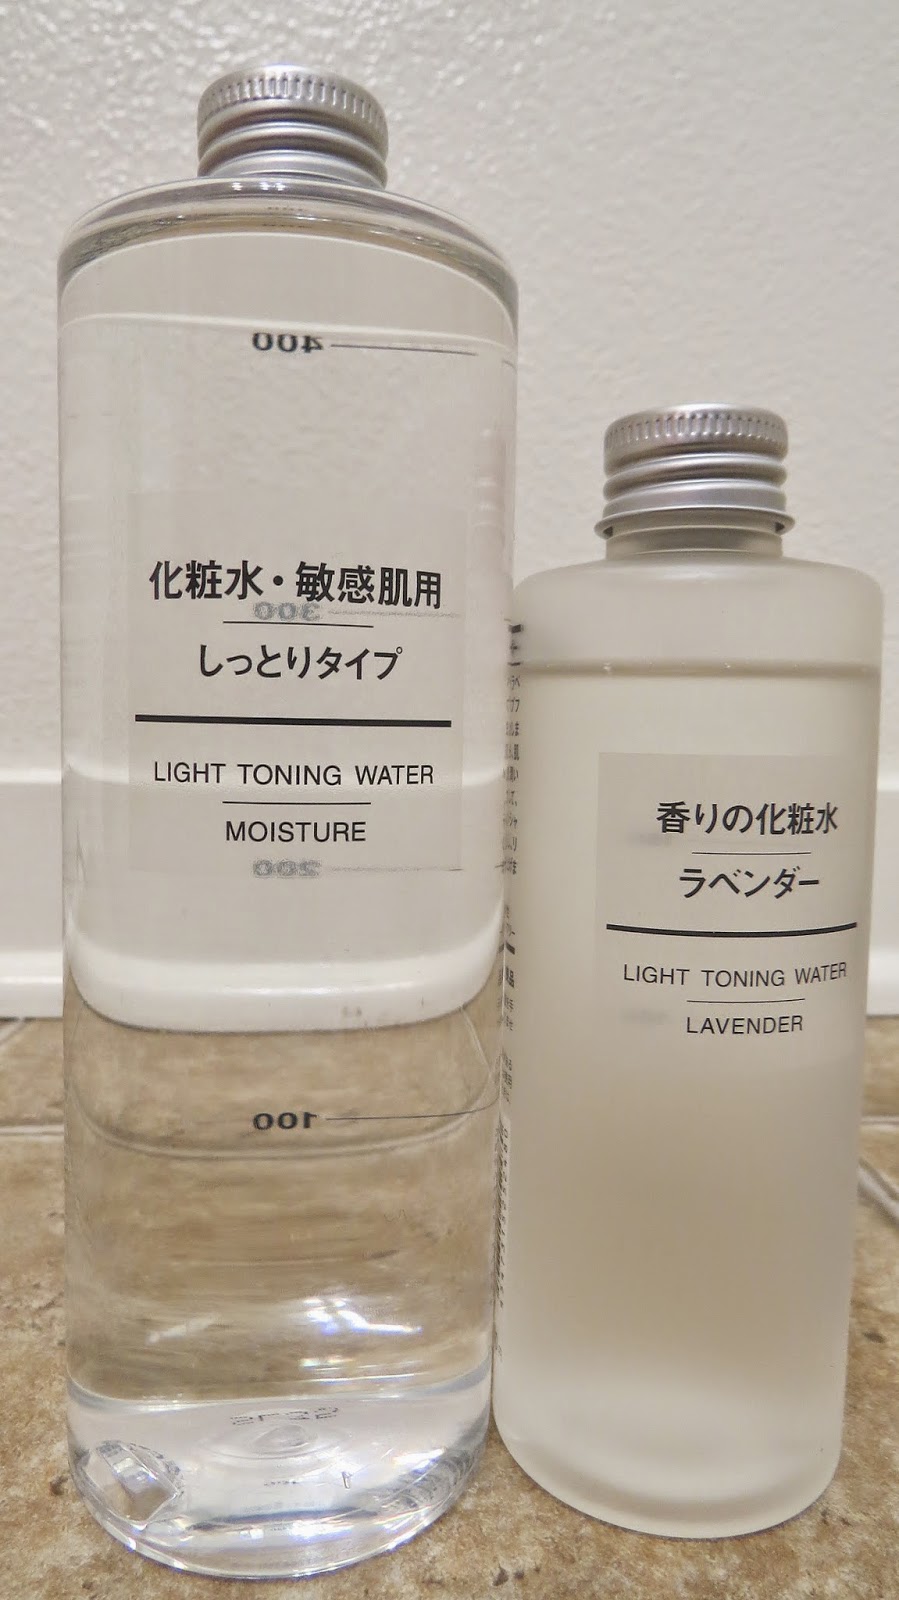 400
化粧水・敏感肌用
300
しっとりタイプ
LIGHT TONING WATER
MOISTURE
200
100
香りの化粧水
ラベンダー
LIGHT TONING WATER
LAVENDER